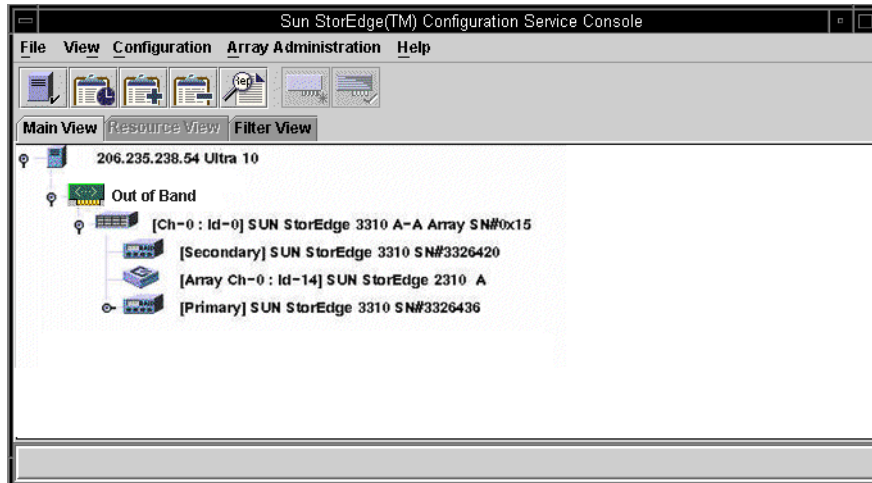 Sun StorEdge(TM) Configuration Service Console
File View Configuration Array Administration Help
Rep
Main View Resource View Filter View
206.235.238.54 Ultra 10
Out of Band
[Ch-0 : Id-0] SUN StorEdge 3310 A-A Array SN#0x15
[Secondary] SUN StorEdge 3310 SN#3326420
[Array Ch-0 : Id-14] SUN StorEdge 2310 A
[Primary] SUN StorEdge 3310 SN#3326436